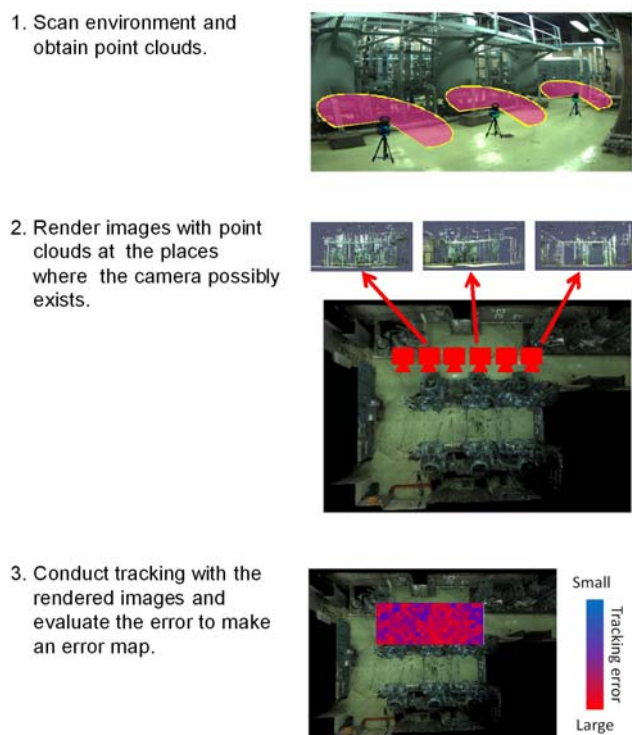 1. Scan environment and
obtain point clouds.
2. Render images with point
clouds at the places
where the camera possibly
exists.
3. Conduct tracking with the
rendered images and
evaluate the error to make
an error map.
Small
Tracking error
Large